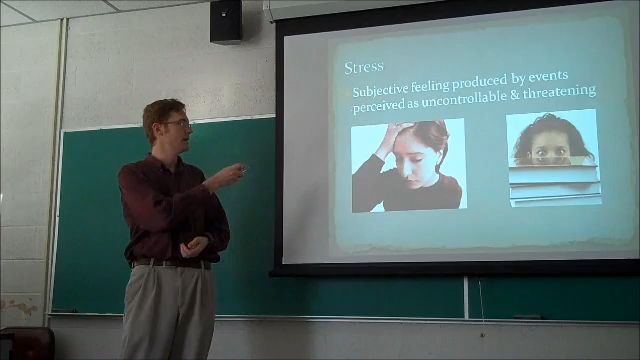 Stress
Subjective feeling produced by events
perceived as uncontrollable & threatening